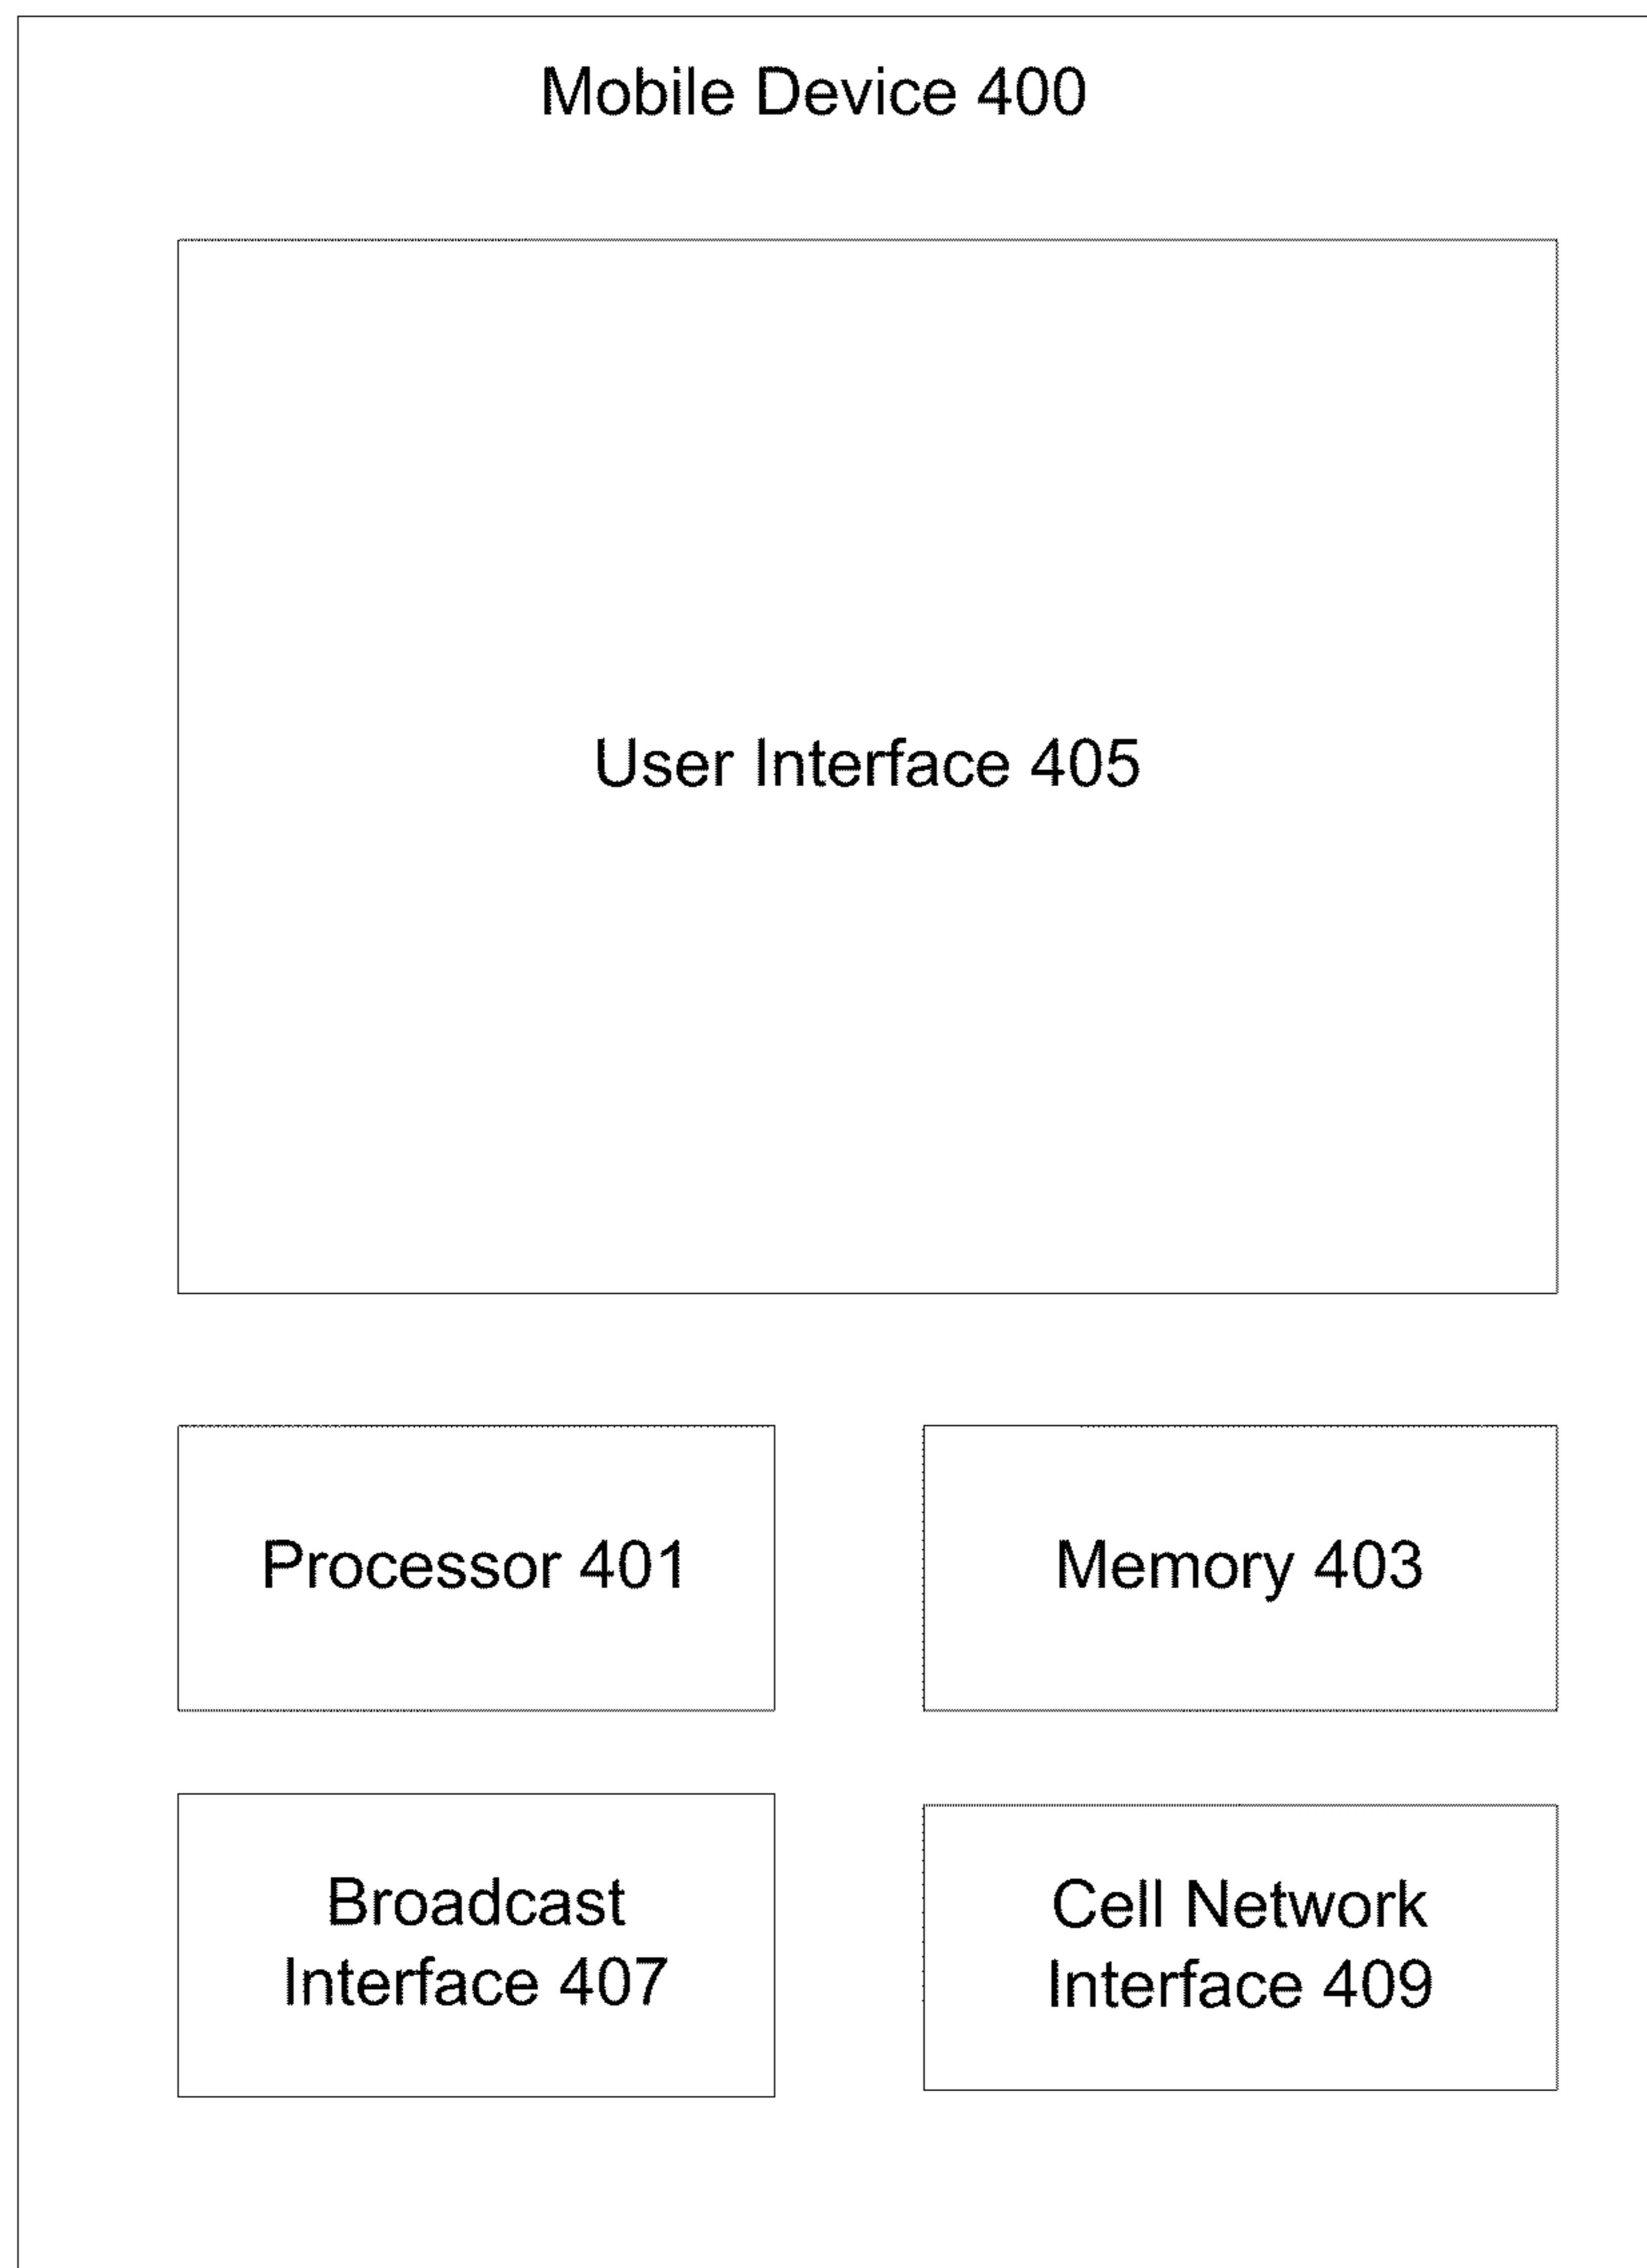 Mobile Device 400
User Interface 405
Processor 401
Memory 403
Broadcast
Interface 407
Cell Network
Interface 409